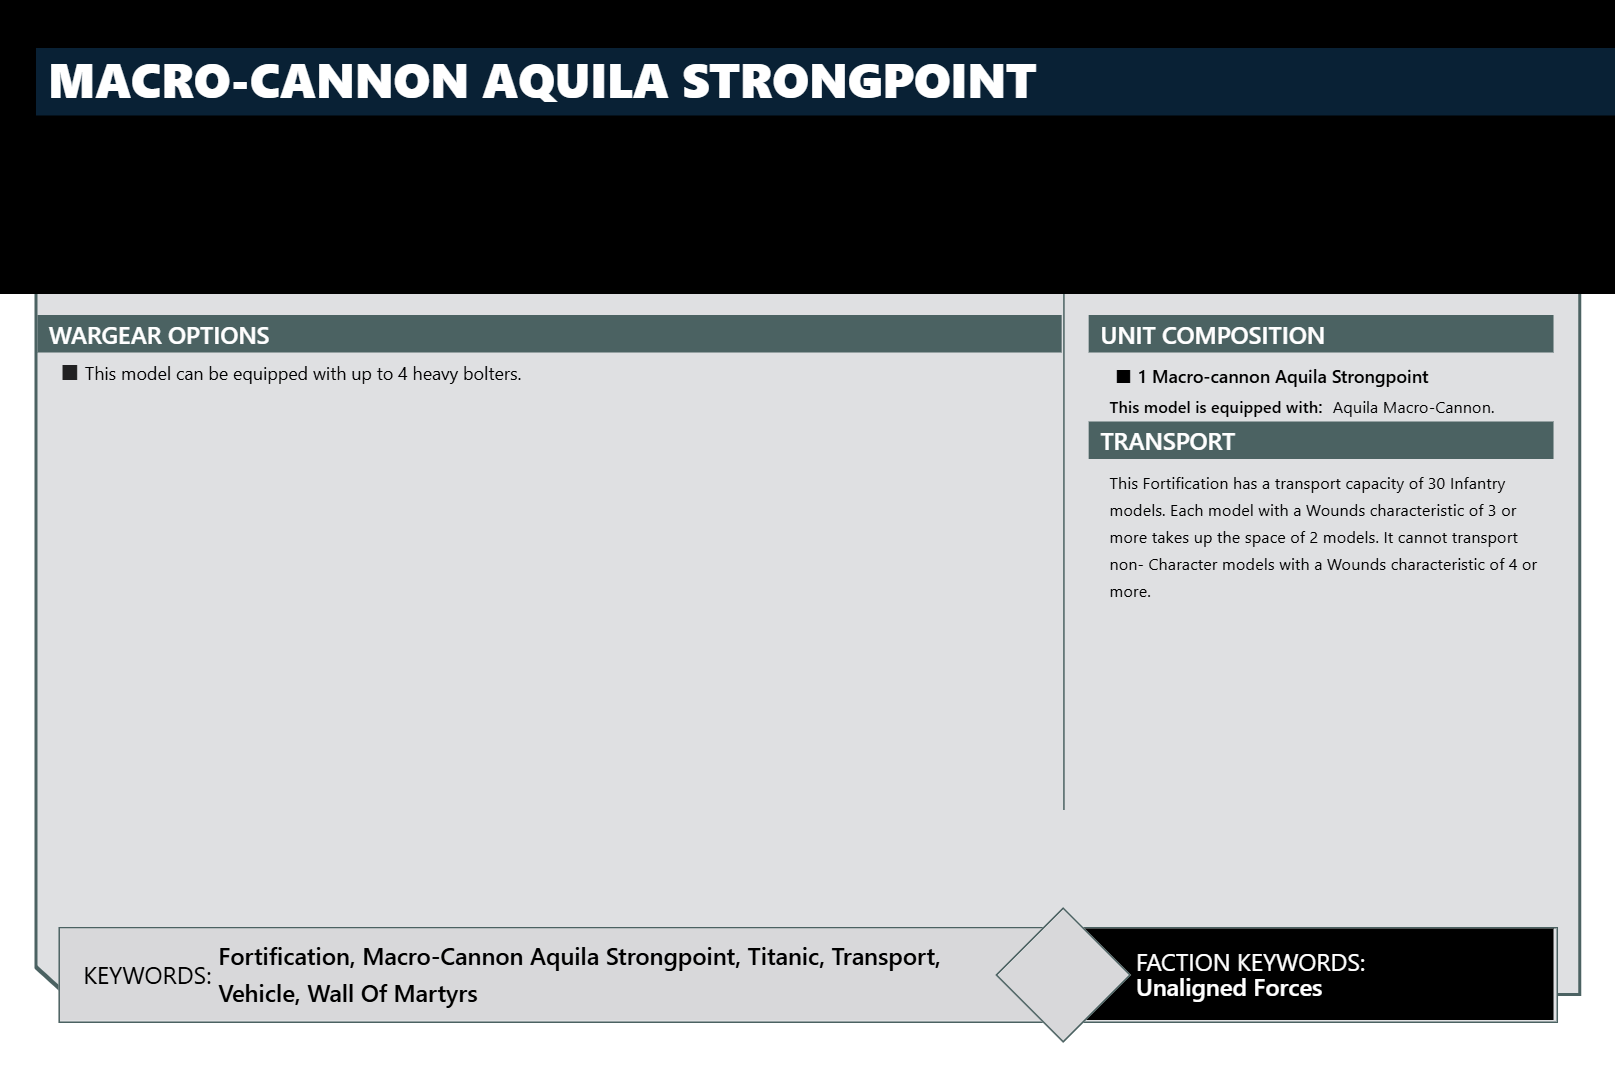 MACRO-CANNON AQUILA STRONGPOINT
WARGEAR OPTIONS
■ This model can be equipped with up to 4 heavy bolters.
UNIT COMPOSITION
■ 1 Macro-cannon Aquila Strongpoint
This model is equipped with: Aquila Macro-Cannon.
TRANSPORT
This Fortification has a transport capacity of 30 Infantry
models. Each model with a Wounds characteristic of 3 or
more takes up the space of 2 models. It cannot transport
non- Character models with a Wounds characteristic of 4 or
more.
KEYWORDS: Fortification, Macro-Cannon Aquila Strongpoint, Titanic, Transport,
Vehicle, Wall Of Martyrs
FACTION KEYWORDS:
Unaligned Forces